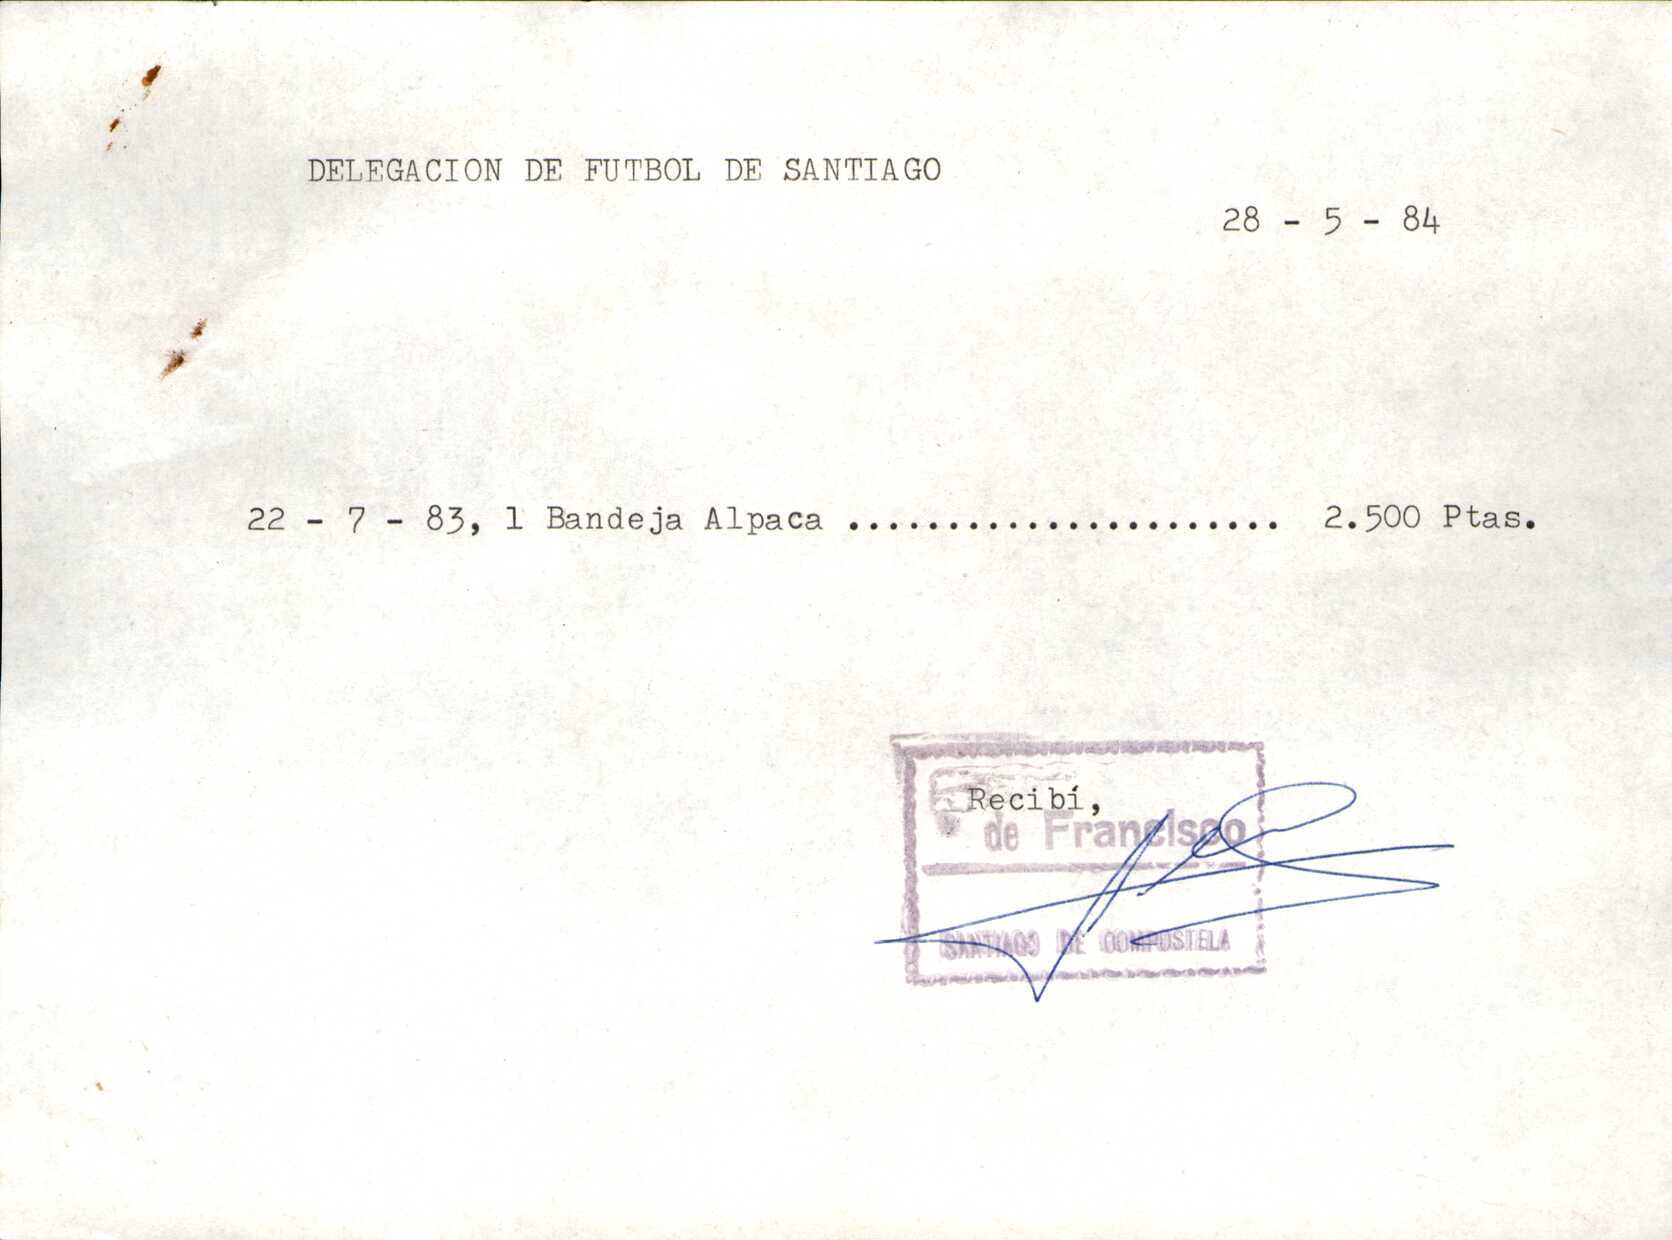 DELEGACION DE FUTBOL DE SANTIAGO
28 - 5 - 84
22 - 7 - 83, 1 Bandeja Alpaca ...................... 2.500 Ptas.
Recibí,
de Francisco
SANTIAGO DE COMPOSTELA